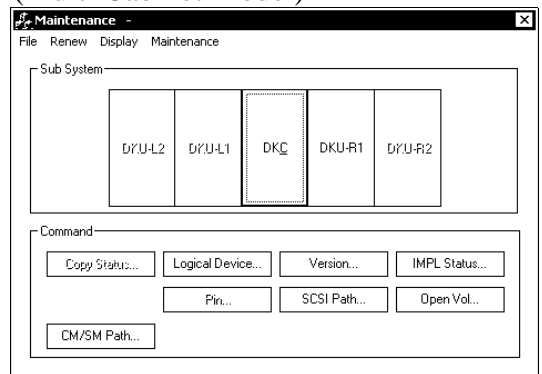 Maintenance -
File Renew Display Maintenance
Sub System
DKU-L2 DKU-L1 DKC DKU-R1 DKU-R2
Command
Copy Status... Logical Device... Version... IMPL Status...
Pin... SCSI Path... Open Vol...
CM/SM Path...